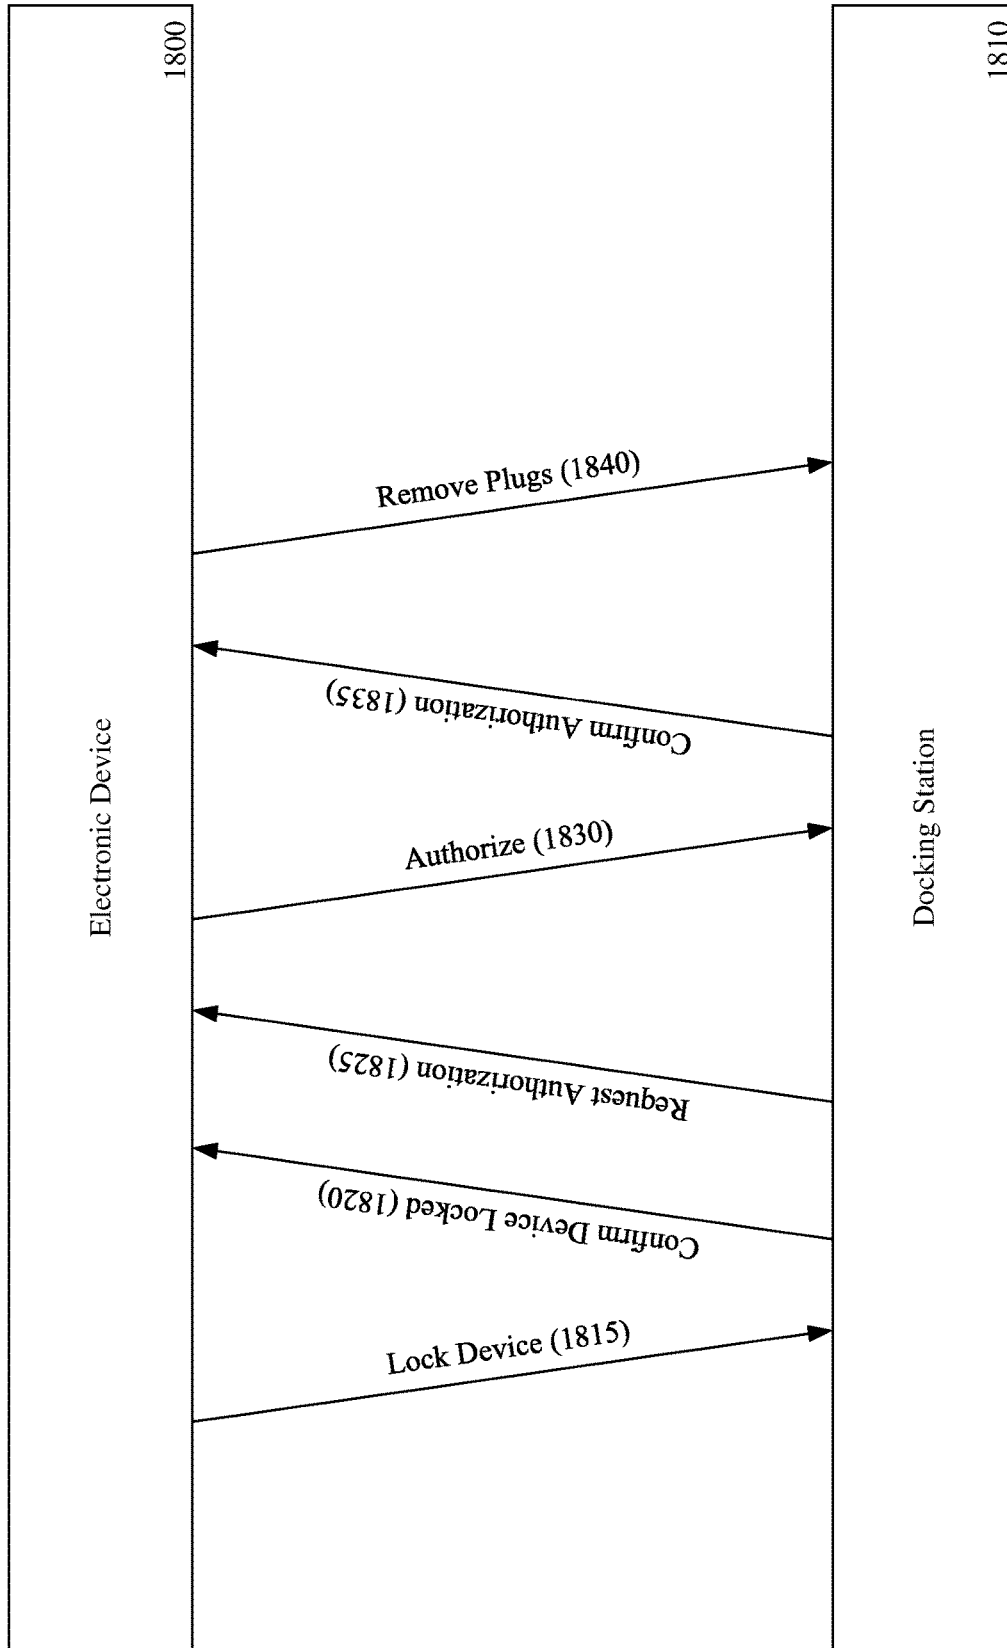 1800
Electronic Device
Lock Device (1815)
Confirm Device Locked (1820)
Request Authorization (1825)
Authorize (1830)
Confirm Authorization (1835)
Remove Plugs (1840)
Docking Station
1810